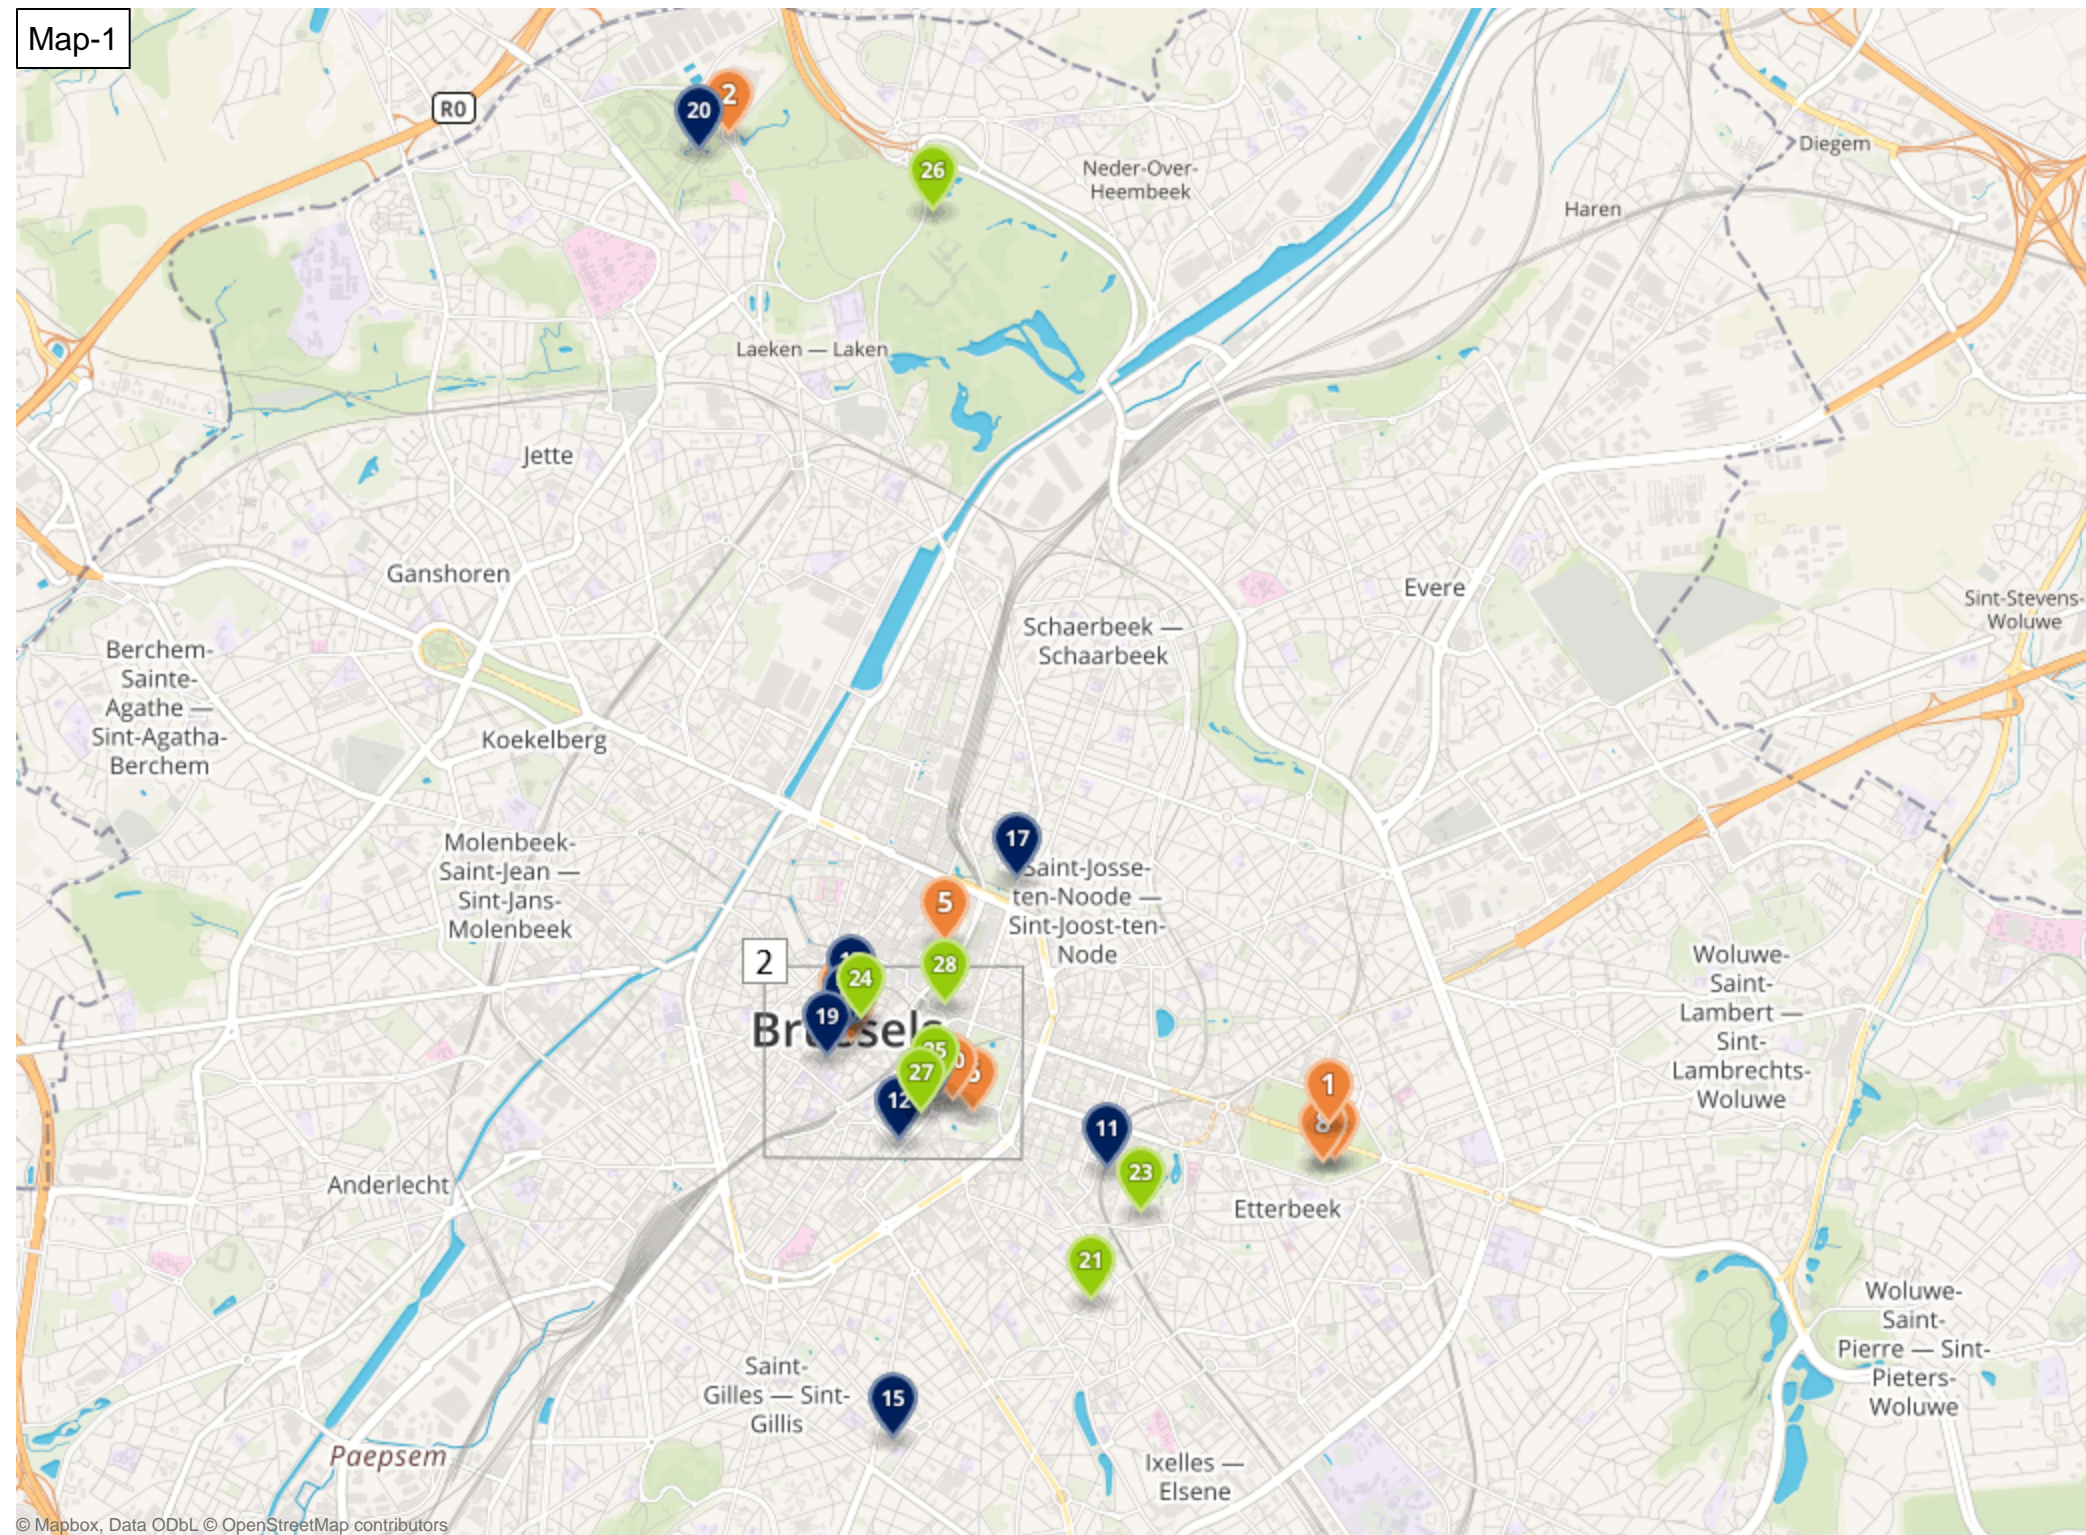 Map-1
R0
20
2
26
Neder-Over-
Heembeek
Diegem
Haren
Laeken — Laken
Jette
Ganshoren
Evere
Sint-Stevens-
Woluwe
Schaerbeek —
Schaarbeek
Berchem-
Sainte-
Agathe —
Sint-Agatha-
Berchem
Koekelberg
Molenbeek-
Saint-Jean —
Sint-Jans-
Molenbeek
17
Saint-Josse-
ten-Noode —
Sint-Joost-ten-
Node
5
2
28
24
19
Brussels
27
12
11
23
21
1
8
Woluwe-
Saint-
Lambert —
Sint-
Lambrechts-
Woluwe
Anderlecht
Etterbeek
Woluwe-
Saint-
Pierre — Sint-
Pieters-
Woluwe
Saint-
Gilles — Sint-
Gillis
15
Paepsem
Ixelles —
Elsene
© Mapbox, Data ODbL © OpenStreetMap contributors